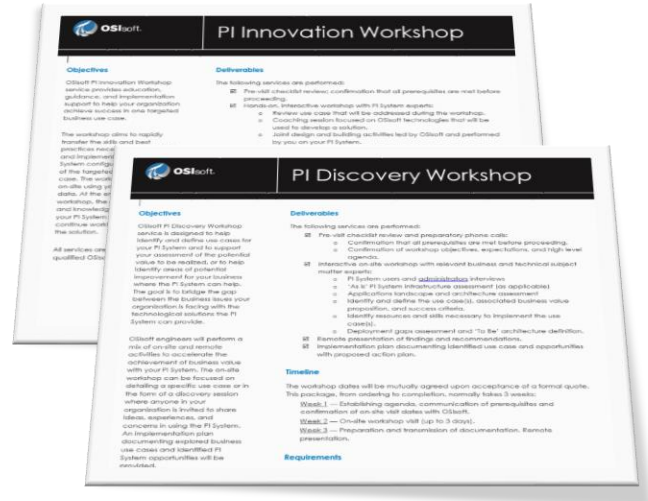 OSIsoft.
PI Innovation Workshop
Objectives
OSIsoft PI Innovation Workshop
service provides education,
guidance, and implementation
support to help your organization
achieve success in one targeted
business use case.
The workshop aims to rapidly
transfer the skills and best
practices
and implement
System
of the targeted
case. The
on-site using
data. At the
workshop, the
and
your PI System
continue
the solution.
All services are
qualified
Deliverables
The following services are performed:
☑ Pre-visit checklist review; confirmation that all prerequisites are met before
proceeding.
☑ Hands-on, interactive workshop with PI System experts:
o Review use case that will be addressed during the workshop.
o Coaching session focused on OSIsoft technologies that will be
used to develop a solution.
o Joint design and building activities led by OSIsoft and performed
by you on your PI System.
OSIsoft.
PI Discovery Workshop
Objectives
OSIsoft PI Discovery Workshop
service is designed to help
identify and define use cases for
your PI System and to support
your assessment of the potential
value to be realized, or to help
identify areas of potential
improvement for your business
where the PI System can help.
The goal is to bridge the gap
between the business issues your
organization is facing with the
technological solutions the PI
System can provide.
OSIsoft engineers will perform a
mix of on-site and remote
activities to accelerate the
achievement of business value
with your PI System. The on-site
workshop can be focused on
detailing a specific use case or in
the form of a discovery session
where anyone in your
organization is invited to share
ideas, experiences, and
concerns in using the PI System.
An implementation plan
documenting explored business
use cases and identified PI
System opportunities will be
provided.
Deliverables
The following services are performed:
☑ Pre-visit checklist review and preparatory phone calls:
o Confirmation that all prerequisites are met before proceeding.
o Confirmation of workshop objectives, expectations, and high level
agenda.
☑ Interactive on-site workshop with relevant business and technical subject
matter experts:
o PI System users and administrators interviews
o "As Is" PI System infrastructure assessment (as applicable)
o Applications landscape and architecture assessment
o Identify and define the use case(s), associated business value
proposition, and success criteria.
o Identify resources and skills necessary to implement the use
case(s).
o Deployment gaps assessment and "To Be" architecture definition.
☑ Remote presentation of findings and recommendations.
☑ Implementation plan documenting identified use case and opportunities
with proposed action plan.
Timeline
The workshop dates will be mutually agreed upon acceptance of a formal quote.
This package, from ordering to completion, normally takes 3 weeks:
Week 1 — Establishing agenda, communication of prerequisites and
confirmation of on-site visit dates with OSIsoft.
Week 2 — On-site workshop visit (up to 3 days).
Week 3 — Preparation and transmission of documentation. Remote
presentation.
Requirements